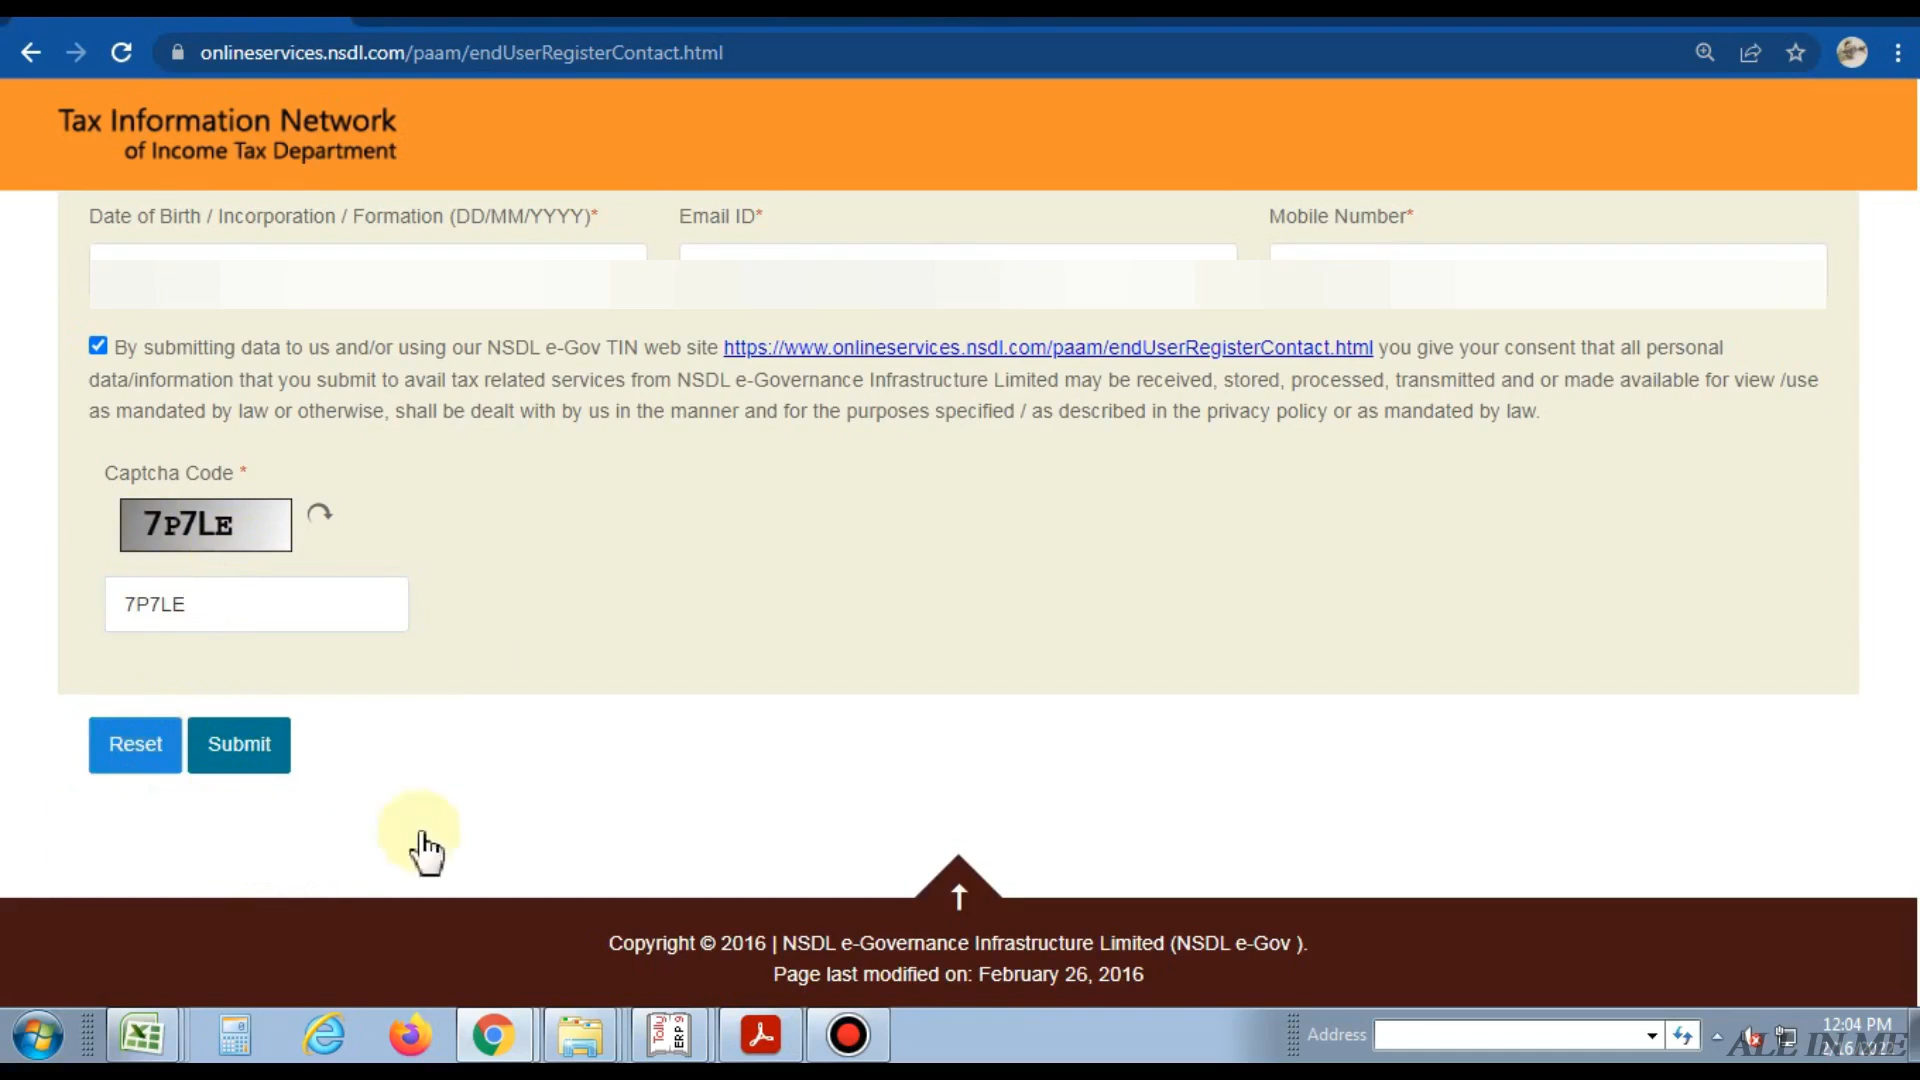 onlineservices.nsdl.com/paam/endUserRegisterContact.html
Tax Information Network
of Income Tax Department
Date of Birth / Incorporation / Formation (DD/MM/YYYY)*
Email ID*
Mobile Number*
By submitting data to us and/or using our NSDL e-Gov TIN web site https://www.onlineservices.nsdl.com/paam/endUserRegisterContact.html you give your consent that all personal
data/information that you submit to avail tax related services from NSDL e-Governance Infrastructure Limited may be received, stored, processed, transmitted and or made available for view /use
as mandated by law or otherwise, shall be dealt with by us in the manner and for the purposes specified / as described in the privacy policy or as mandated by law.
Captcha Code *
7P7LE
7P7LE
Reset
Submit
↑
Copyright © 2016 | NSDL e-Governance Infrastructure Limited (NSDL e-Gov ).
Page last modified on: February 26, 2016
Tally
ERP 9
Address
12:04 PM
ALL IN ME